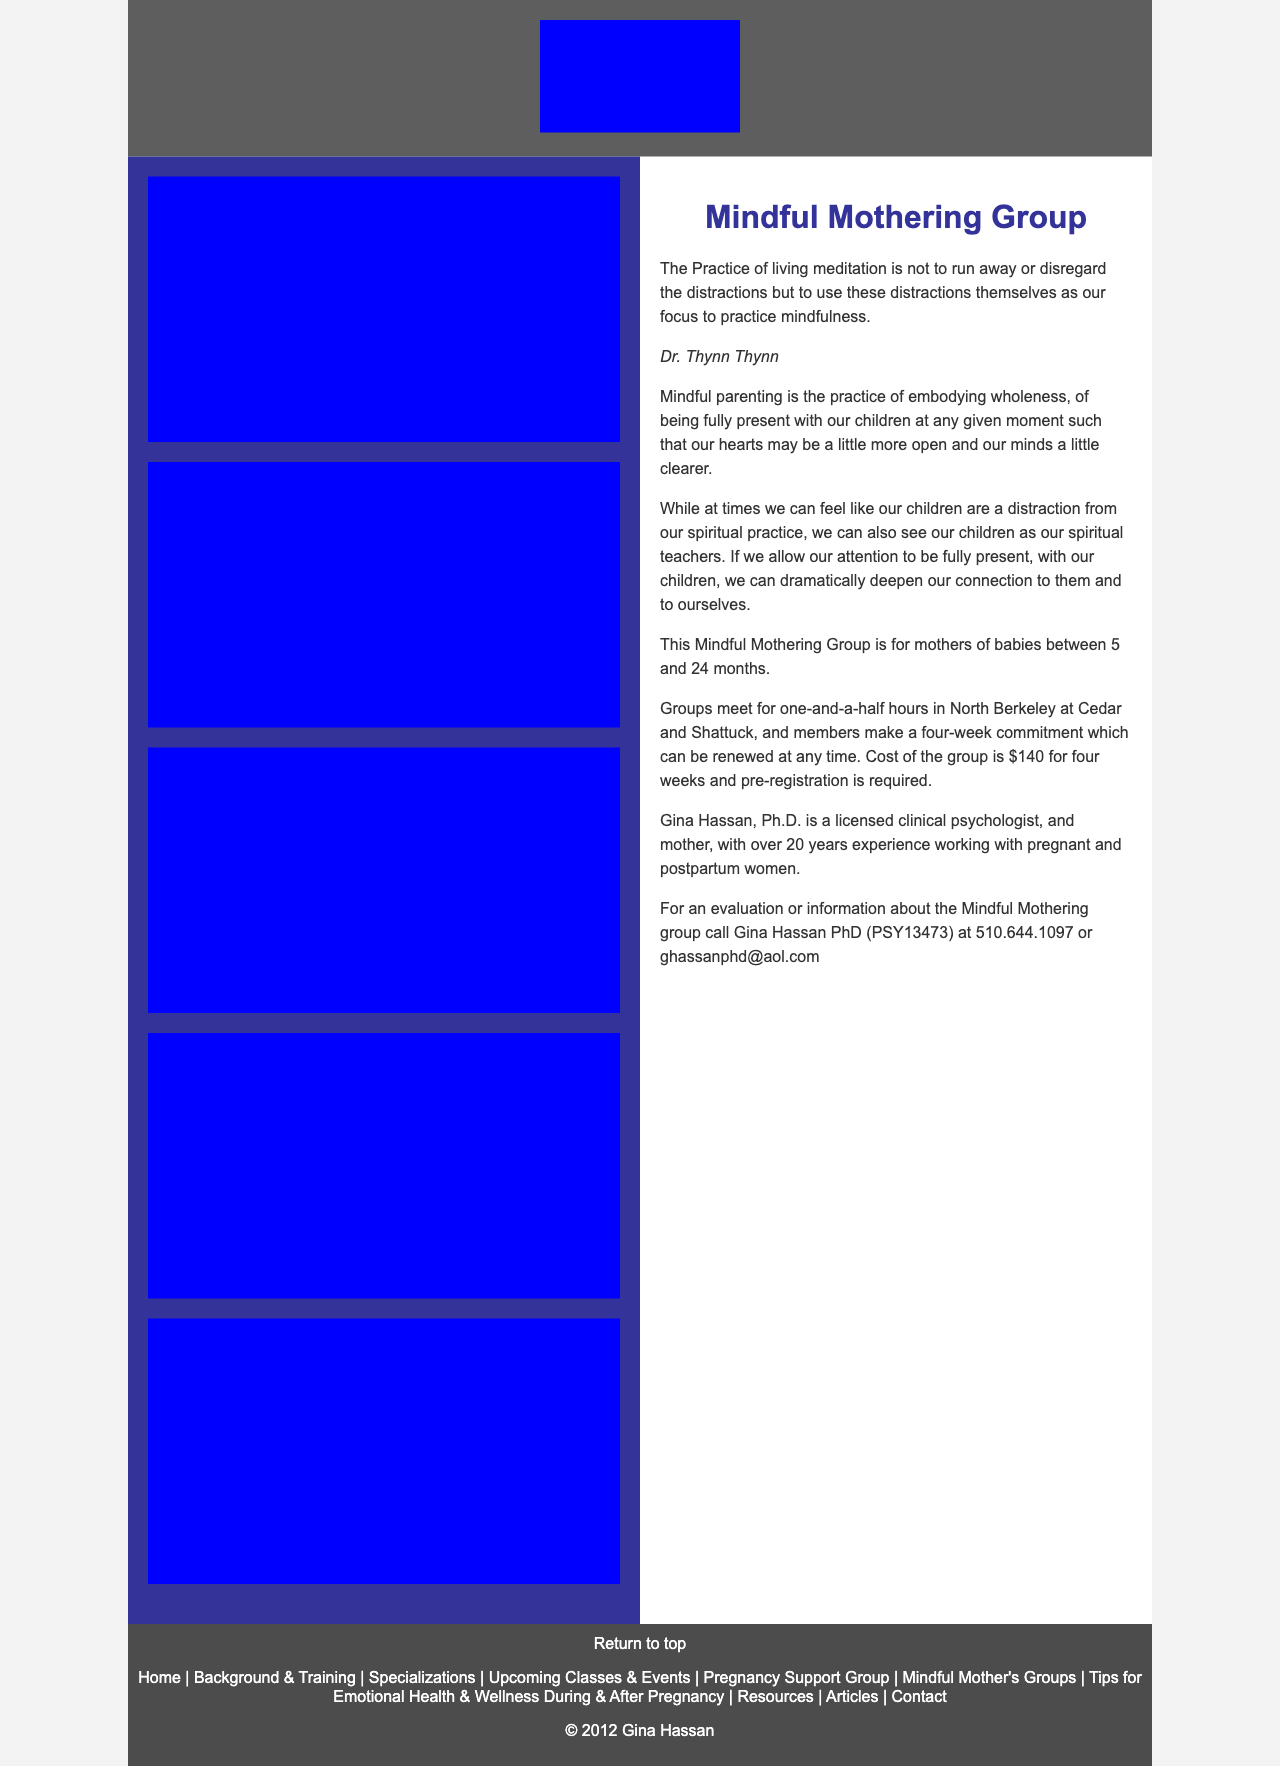 Mindful Mothering Group
The Practice of living meditation is not to run away or disregard
the distractions but to use these distractions themselves as our
focus to practice mindfulness.
Dr. Thynn Thynn
Mindful parenting is the practice of embodying wholeness, of
being fully present with our children at any given moment such
that our hearts may be a little more open and our minds a little
clearer.
While at times we can feel like our children are a distraction from
our spiritual practice, we can also see our children as our spiritual
teachers. If we allow our attention to be fully present, with our
children, we can dramatically deepen our connection to them and
to ourselves.
This Mindful Mothering Group is for mothers of babies between 5
and 24 months.
Groups meet for one-and-a-half hours in North Berkeley at Cedar
and Shattuck, and members make a four-week commitment which
can be renewed at any time. Cost of the group is $140 for four
weeks and pre-registration is required.
Gina Hassan, Ph.D. is a licensed clinical psychologist, and
mother, with over 20 years experience working with pregnant and
postpartum women.
For an evaluation or information about the Mindful Mothering
group call Gina Hassan PhD (PSY13473) at 510.644.1097 or
ghassanphd@aol.com
Return to top
Home | Background & Training | Specializations | Upcoming Classes & Events | Pregnancy Support Group | Mindful Mother's Groups | Tips for
Emotional Health & Wellness During & After Pregnancy | Resources | Articles | Contact
© 2012 Gina Hassan